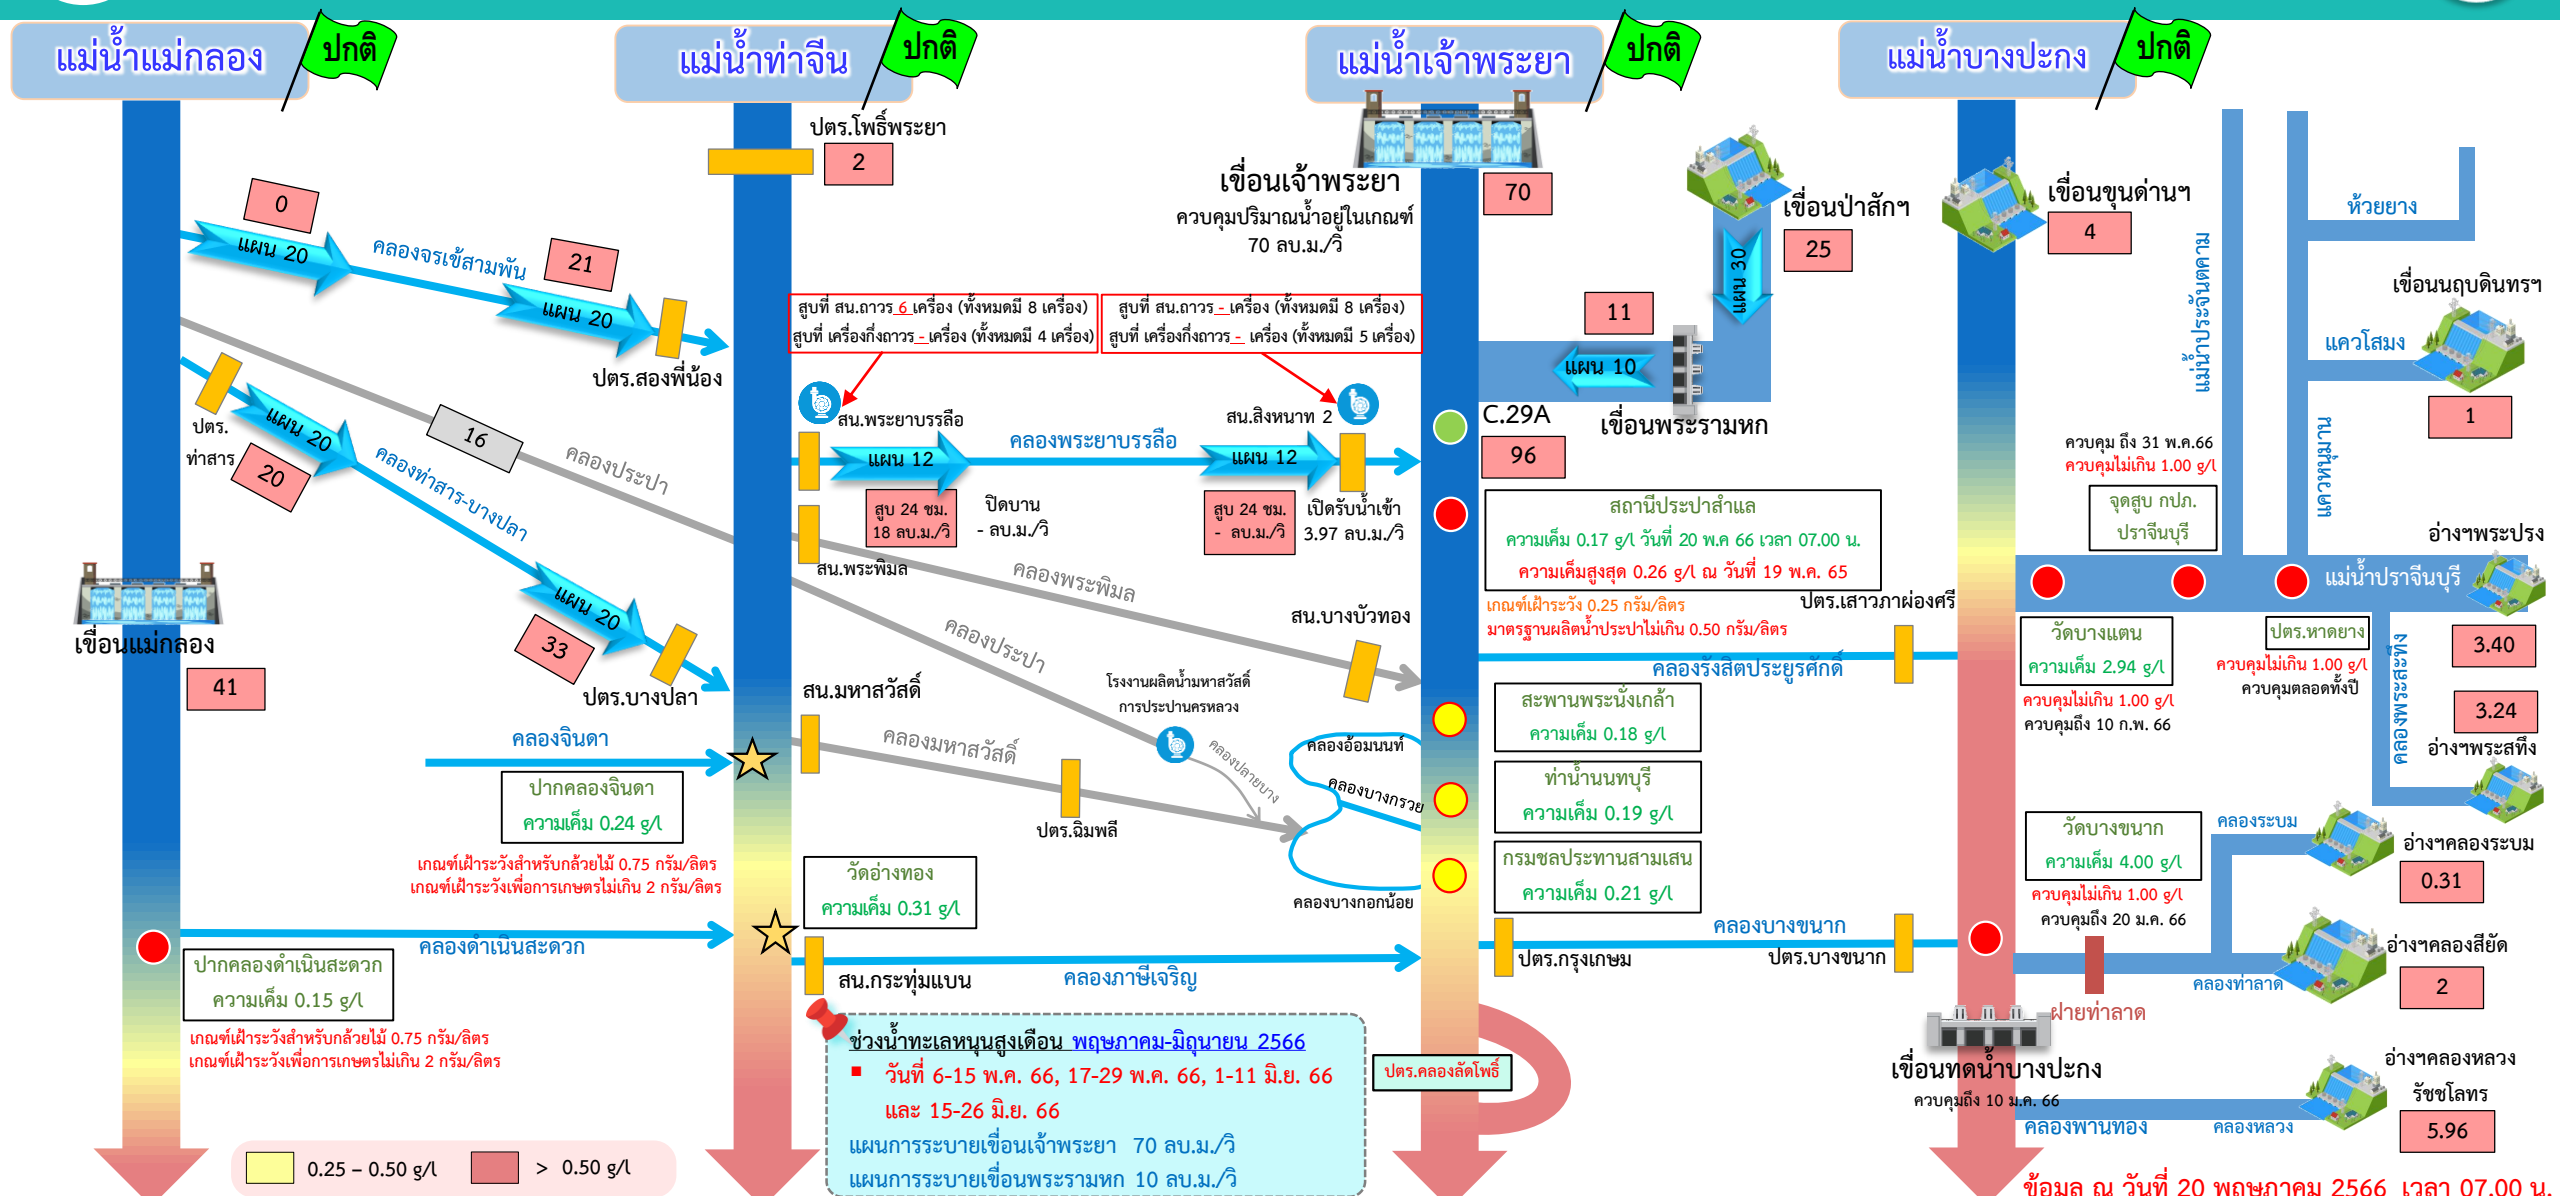 แม่น้ำแม่กลอง
ปกติ
แม่น้ำท่าจีน
ปกติ
แม่น้ำเจ้าพระยา
ปกติ
แม่น้ำบางปะกง
ปกติ
0
แผน 20
คลองจรเข้สามพัน
21
แผน 20
ปตร.สองพี่น้อง
ปตร.
ท่าสาร
แผน 20
20
16
คลองประปา
คลองท่าสาร-บางปลา
แผน 20
33
ปตร.บางปลา
เขื่อนแม่กลอง
41
คลองจินดา
ปากคลองจินดา
ความเค็ม 0.24 g/l
เกณฑ์เฝ้าระวังสำหรับกล้วยไม้ 0.75 กรัม/ลิตร
เกณฑ์เฝ้าระวังเพื่อการเกษตรไม่เกิน 2 กรัม/ลิตร
คลองดำเนินสะดวก
ปากคลองดำเนินสะดวก
ความเค็ม 0.15 g/l
เกณฑ์เฝ้าระวังสำหรับกล้วยไม้ 0.75 กรัม/ลิตร
เกณฑ์เฝ้าระวังเพื่อการเกษตรไม่เกิน 2 กรัม/ลิตร
0.25 – 0.50 g/l
> 0.50 g/l
ปตร.โพธิ์พระยา
2
สูบที่ สน.ถาวร 6 เครื่อง (ทั้งหมดมี 8 เครื่อง)
สูบที่ เครื่องกึ่งถาวร - เครื่อง (ทั้งหมดมี 4 เครื่อง)
สูบที่ สน.ถาวร - เครื่อง (ทั้งหมดมี 8 เครื่อง)
สูบที่ เครื่องกึ่งถาวร - เครื่อง (ทั้งหมดมี 5 เครื่อง)
สน.พระยาบรรลือ
แผน 12
คลองพระยาบรรลือ
สน.สิงหนาท 2
แผน 12
สูบ 24 ชม.
18 ลบ.ม./วิ
ปิดบาน
- ลบ.ม./วิ
สูบ 24 ชม.
- ลบ.ม./วิ
เปิดรับน้ำเข้า
3.97 ลบ.ม./วิ
สน.พระพิมล
คลองพระพิมล
สน.บางบัวทอง
คลองประปา
สน.มหาสวัสดิ์
คลองมหาสวัสดิ์
โรงงานผลิตน้ำมหาสวัสดิ์
การประปานครหลวง
คลองปลายบาง
ปตร.ฉิมพลี
คลองอ้อมนนท์
คลองบางกรวย
คลองบางกอกน้อย
วัดอ่างทอง
ความเค็ม 0.31 g/l
สน.กระทุ่มแบน
คลองภาษีเจริญ
ช่วงน้ำทะเลหนุนสูงเดือน พฤษภาคม-มิถุนายน 2566
วันที่ 6-15 พ.ค. 66, 17-29 พ.ค. 66, 1-11 มิ.ย. 66
และ 15-26 มิ.ย. 66
แผนการระบายเขื่อนเจ้าพระยา 70 ลบ.ม./วิ
แผนการระบายเขื่อนพระรามหก 10 ลบ.ม./วิ
เขื่อนเจ้าพระยา
ควบคุมปริมาณน้ำอยู่ในเกณฑ์
70 ลบ.ม./วิ
70
เขื่อนป่าสักฯ
25
แผน 30
11
แผน 10
เขื่อนพระรามหก
C.29A
96
สถานีประปาสำแล
ความเค็ม 0.17 g/l วันที่ 20 พ.ค 66 เวลา 07.00 น.
ความเค็มสูงสุด 0.26 g/l ณ วันที่ 19 พ.ค. 65
เกณฑ์เฝ้าระวัง 0.25 กรัม/ลิตร
มาตรฐานผลิตน้ำประปาไม่เกิน 0.50 กรัม/ลิตร
ปตร.เสาวภาผ่องศรี
คลองรังสิตประยูรศักดิ์
สะพานพระนั่งเกล้า
ความเค็ม 0.18 g/l
ท่าน้ำนนทบุรี
ความเค็ม 0.19 g/l
กรมชลประทานสามเสน
ความเค็ม 0.21 g/l
คลองบางขนาก
ปตร.กรุงเกษม
ปตร.บางขนาก
ปตร.คลองลัดโพธิ์
เขื่อนขุนด่านฯ
4
แม่น้ำประจันตคาม
ห้วยยาง
เขื่อนนฤบดินทรฯ
แควโสมง
1
แควหนุมาน
ควบคุม ถึง 31 พ.ค.66
ควบคุมไม่เกิน 1.00 g/l
จุดสูบ กปภ.
ปราจีนบุรี
อ่างฯพระปรง
แม่น้ำปราจีนบุรี
3.40
วัดบางแตน
ความเค็ม 2.94 g/l
ควบคุมไม่เกิน 1.00 g/l
ควบคุมถึง 10 ก.พ. 66
ปตร.หาดยาง
ควบคุมไม่เกิน 1.00 g/l
ควบคุมตลอดทั้งปี
คลองพระสะทึง
3.24
อ่างฯพระสทึง
วัดบางขนาก
ความเค็ม 4.00 g/l
ควบคุมไม่เกิน 1.00 g/l
ควบคุมถึง 20 ม.ค. 66
คลองระบม
อ่างฯคลองระบม
0.31
อ่างฯคลองสียัด
2
คลองท่าลาด
ฝายท่าลาด
เขื่อนทดน้ำบางปะกง
ควบคุมถึง 10 ม.ค. 66
คลองพานทอง
คลองหลวง
อ่างฯคลองหลวง
รัชชโลทร
5.96
ข้อมูล ณ วันที่ 20 พฤษภาคม 2566 เวลา 07.00 น.